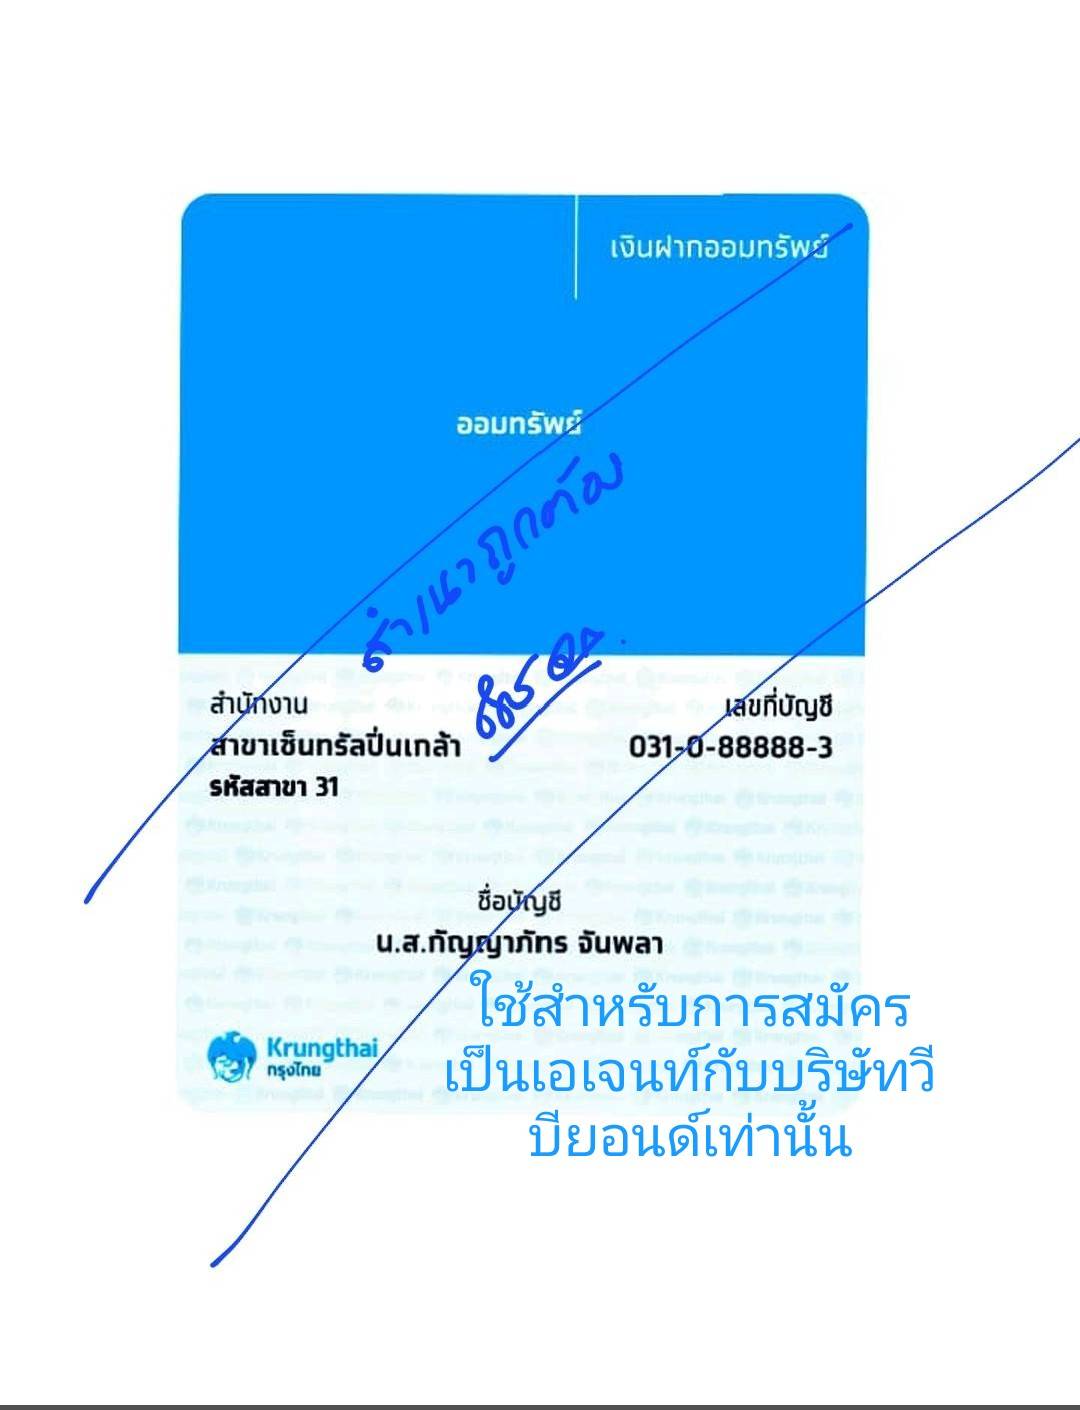 เงินฝากออมทรัพย์
ออมทรัพย์
สำเนาถูกต้อง
สำนักงาน
เลขที่บัญชี
สาขาเซ็นทรัลปิ่นเกล้า
031-0-88888-3
รหัสสาขา 31
ชื่อบัญชี
น.ส.กัญญาภัทร จันพลา
Krungthai
กรุงไทย
ใช้สำหรับการสมัคร
เป็นเอเจนท์กับบริษัทวี
บียอนด์เท่านั้น